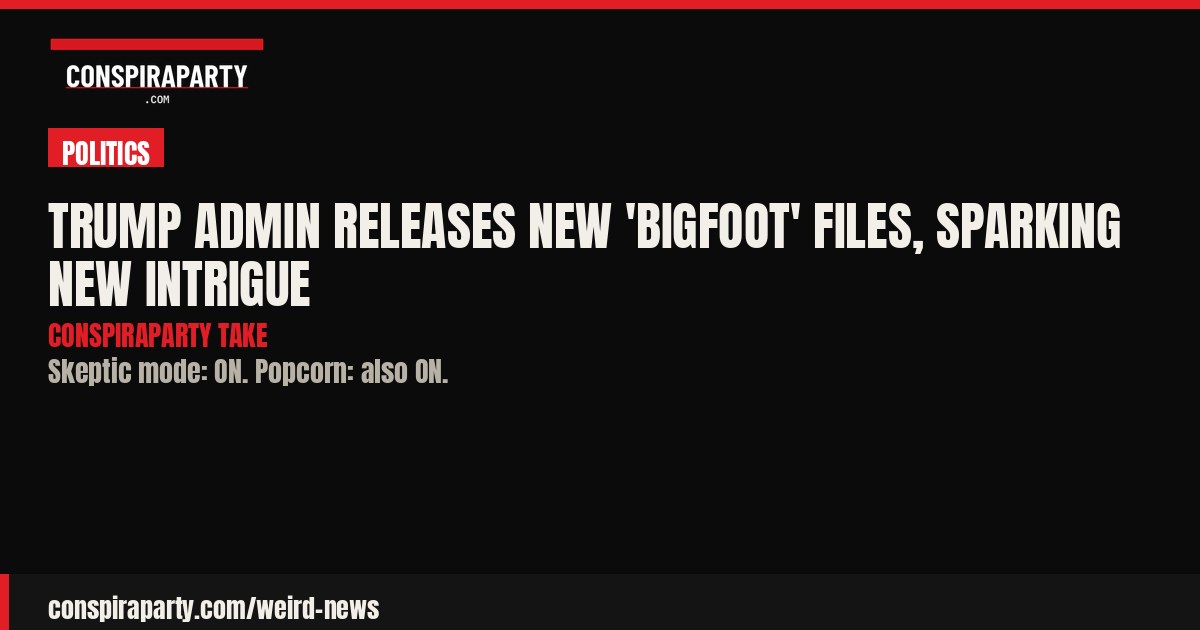 CONSPIRAPARTY
.COM
POLITICS
TRUMP ADMIN RELEASES NEW 'BIGFOOT' FILES, SPARKING
NEW INTRIGUE
CONSPIRAPARTY TAKE
Skeptic mode: ON. Popcorn: also ON.
conspiraparty.com/weird-news